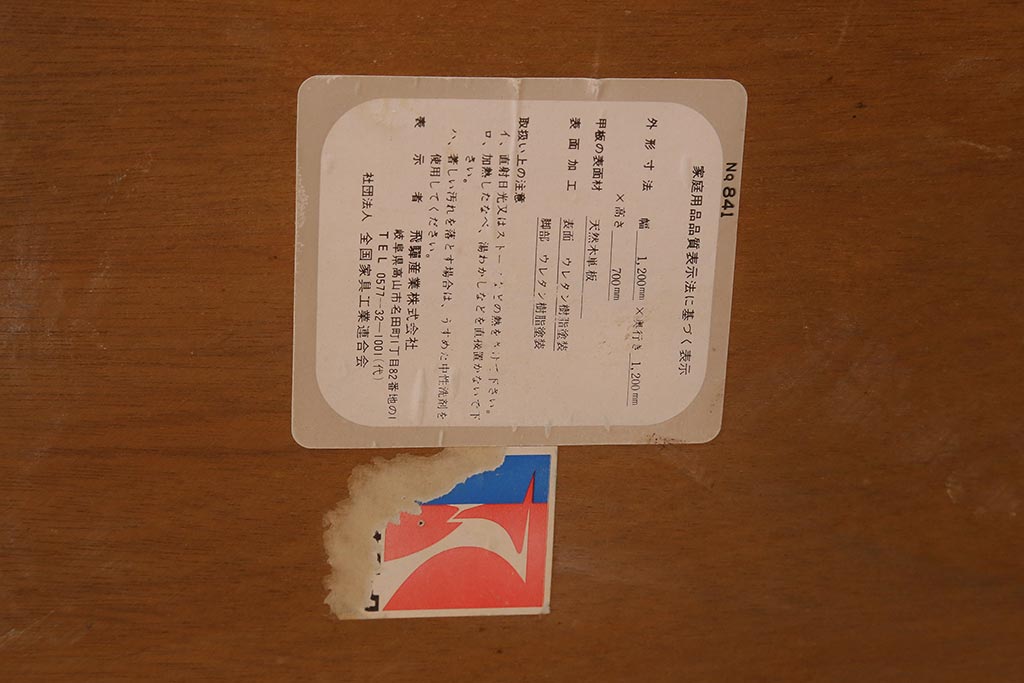 No.841
家庭用品品質表示法に基づく表示
外形寸法 幅 1,200mm ×奥行き 1,200mm
×高さ 700mm
甲板の表面材 天然木単板
表面加工 表面 ウレタン樹脂塗装
脚部 ウレタン樹脂塗装
取扱い上の注意
イ、直射日光又はストーブなどの熱をさけて下さい。
ロ、加熱したなべ、湯わかしなどを直接置かないで下
さい。
ハ、著しい汚れを落とす場合は、うすめた中性洗剤を
使用してください。
表示者 飛驒産業株式会社
岐阜県高山市名田町1丁目82番地の1
TEL 0577-32-1001(代)
社団法人 全国家具工業連合会